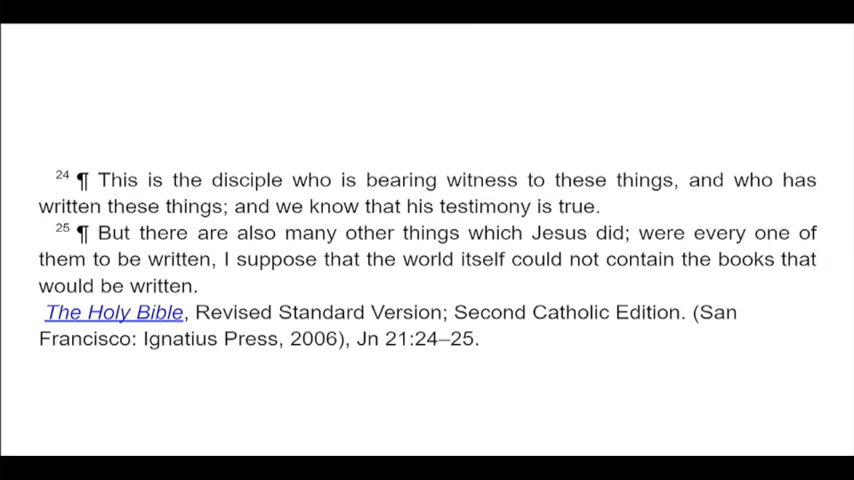 24 ¶ This is the disciple who is bearing witness to these things, and who has
written these things; and we know that his testimony is true.
25 ¶ But there are also many other things which Jesus did; were every one of
them to be written, I suppose that the world itself could not contain the books that
would be written.
The Holy Bible, Revised Standard Version; Second Catholic Edition. (San
Francisco: Ignatius Press, 2006), Jn 21:24–25.